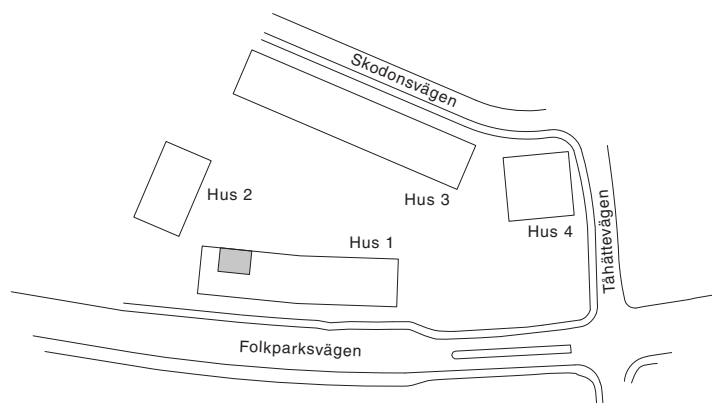 Skodonsvägen
Hus 2
Hus 3
Hus 4
Hus 1
Tåhättevägen
Folkparksvägen